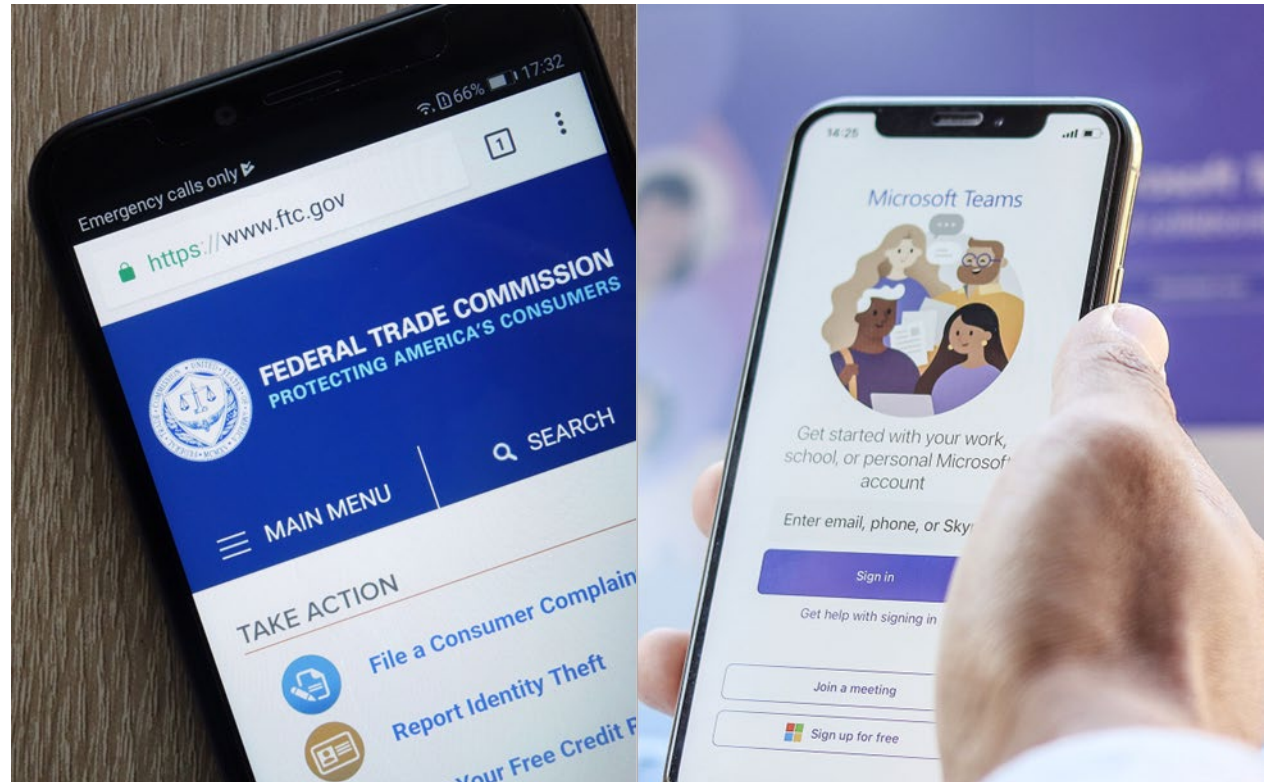 Emergency calls only
66% 17:32
https://www.ftc.gov
1
FEDERAL TRADE COMMISSION
PROTECTING AMERICA'S CONSUMERS
MAIN MENU
SEARCH
TAKE ACTION
File a Consumer Complain
Report Identity Theft
Your Free Credit
14:25
Microsoft Teams
Get started with your work,
school, or personal Microsof
account
Enter email, phone, or Sky
Sign in
Get help with signing in
Join a meeting
Sign up for free